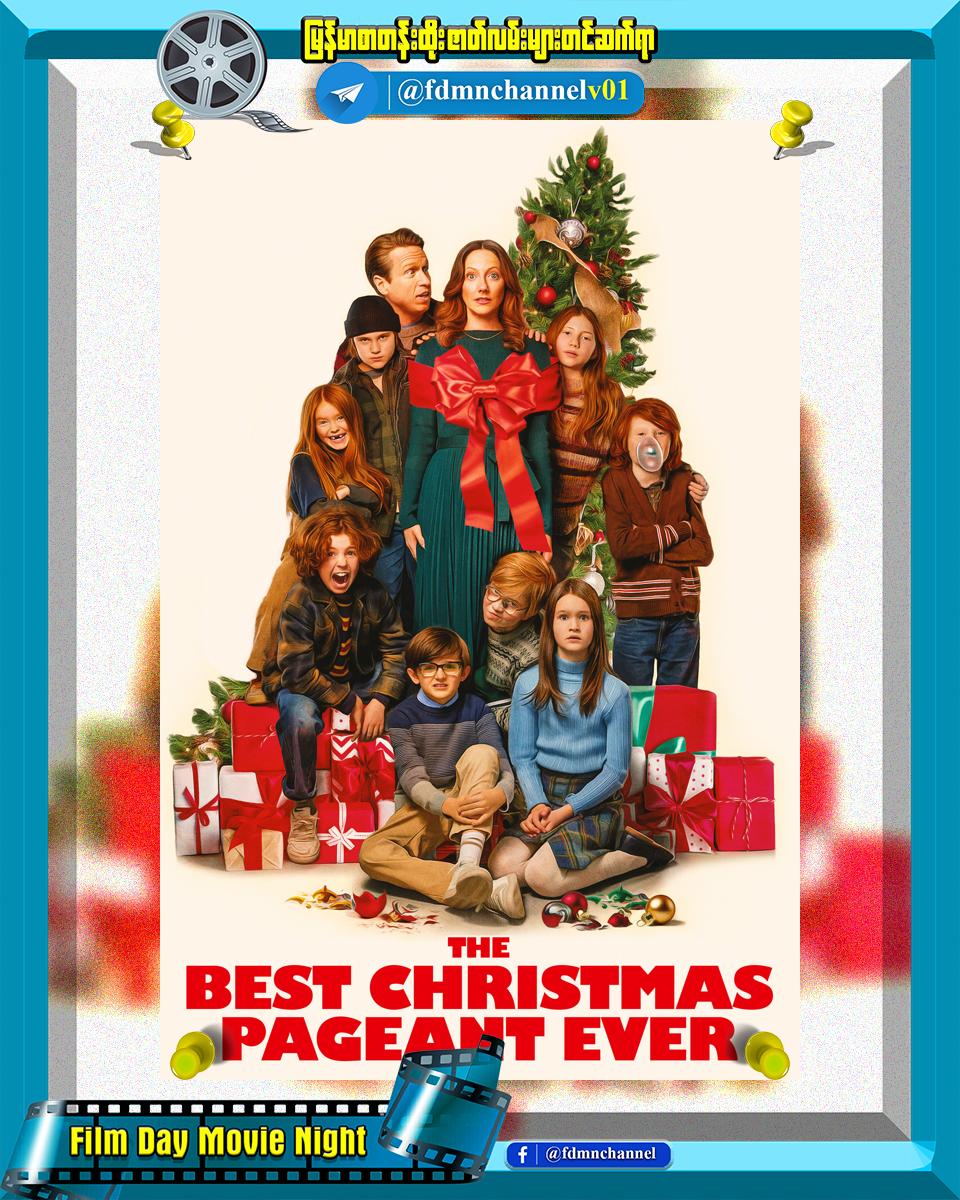 မြန်မာစာတန်းထိုးဇာတ်လမ်းများတင်ဆက်ရာ
@fdmnchannelv01
THE
BEST CHRISTMAS
PAGEANT EVER
Film Day Movie Night
f @fdmnchannel